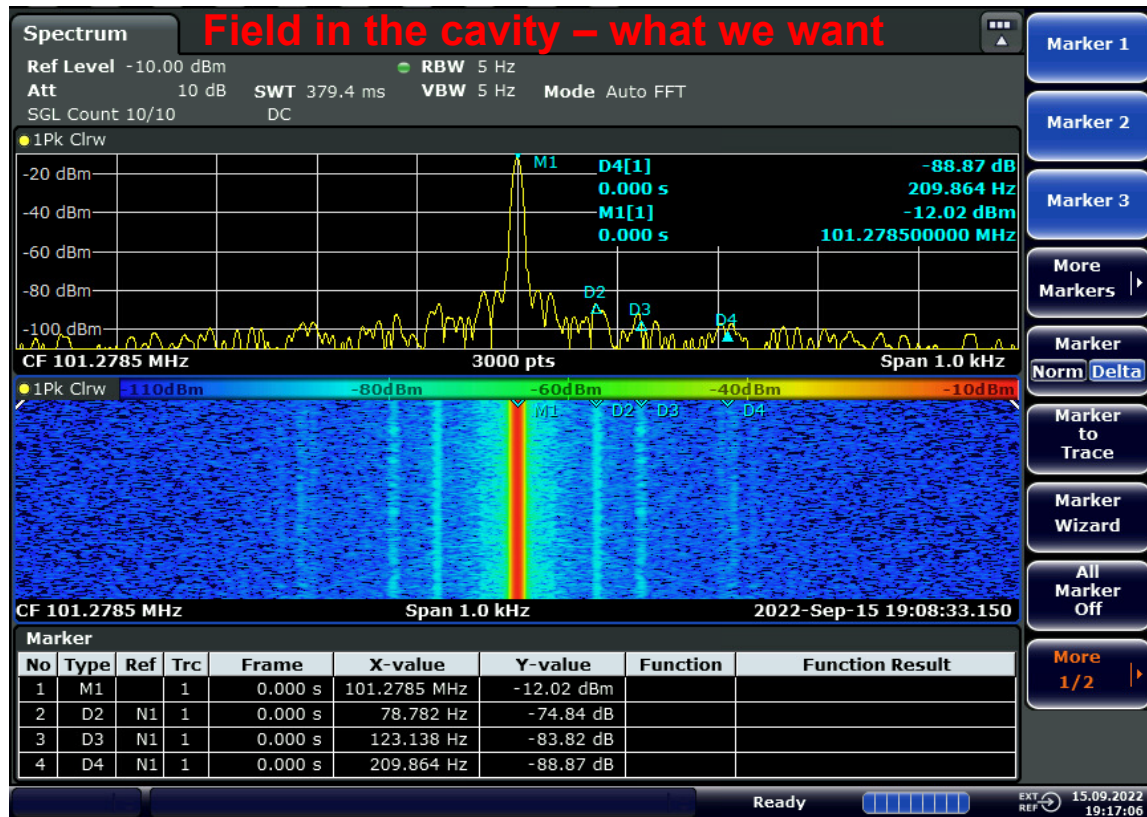 Spectrum
Field in the cavity – what we want
Ref Level -10.00 dBm RBW 5 Hz
Att 10 dB SWT 379.4 ms VBW 5 Hz Mode Auto FFT
SGL Count 10/10 DC
1Pk Clrw
M1
D4[1] -88.87 dB
0.000 s 209.864 Hz
M1[1] -12.02 dBm
0.000 s 101.278500000 MHz
-20 dBm
-40 dBm
-60 dBm
-80 dBm
-100 dBm
D2
D3
D4
CF 101.2785 MHz 3000 pts Span 1.0 kHz
1Pk Clrw -110dBm -80dBm -60dBm -40dBm -10dBm
M1 D2 D3 D4
CF 101.2785 MHz Span 1.0 kHz 2022-Sep-15 19:08:33.150
Marker
No Type Ref Trc Frame X-value Y-value Function Function Result
1 M1 1 0.000 s 101.2785 MHz -12.02 dBm
2 D2 N1 1 0.000 s 78.782 Hz -74.84 dB
3 D3 N1 1 0.000 s 123.138 Hz -83.82 dB
4 D4 N1 1 0.000 s 209.864 Hz -88.87 dB
Ready
EXT 15.09.2022
REF 19:17:06
Marker 1
Marker 2
Marker 3
More
Markers
Marker
Norm Delta
Marker
to
Trace
Marker
Wizard
All
Marker
Off
More
1/2